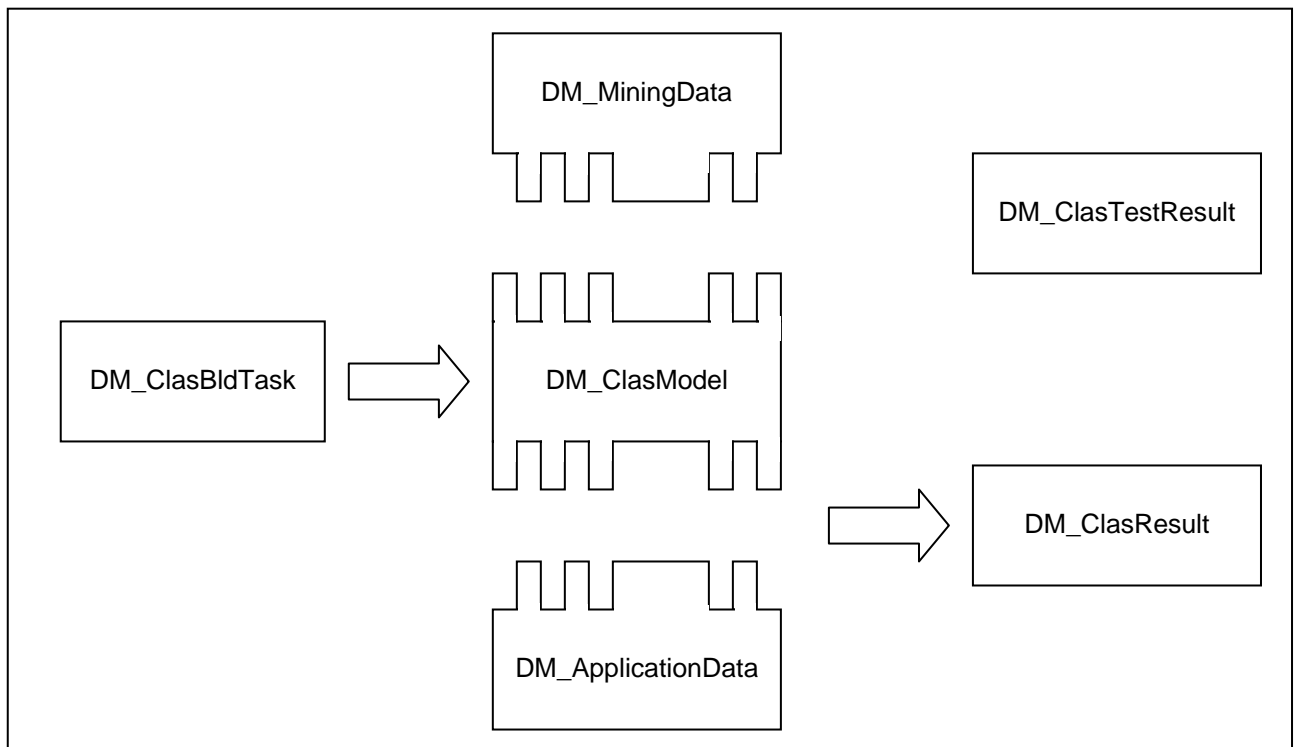 DM_MiningData
DM_ClasTestResult
DM_ClasBldTask
DM_ClasModel
DM_ClasResult
DM_ApplicationData